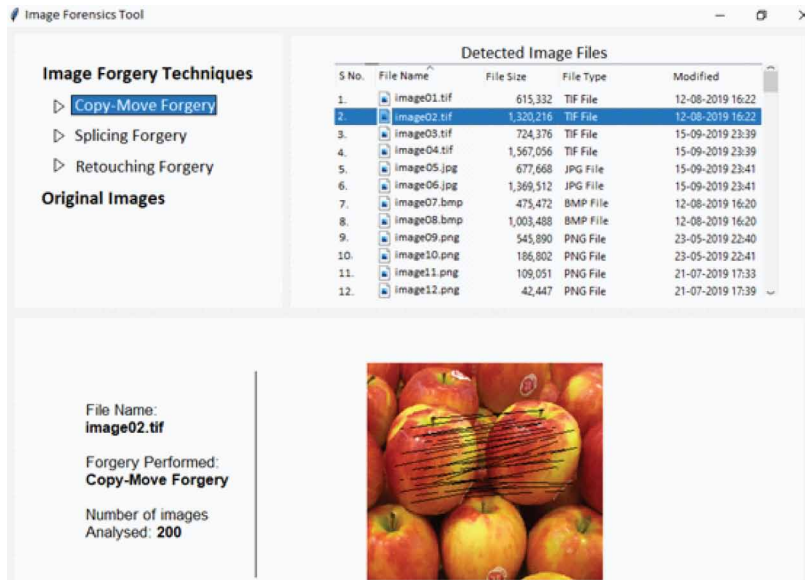 Image Forensics Tool
Image Forgery Techniques
Copy-Move Forgery
Splicing Forgery
Retouching Forgery
Original Images
Detected Image Files
S No. File Name File Size File Type Modified
1. image01.tif 615,332 TIF File 12-08-2019 16:22
2. image02.tif 1,320,216 TIF File 12-08-2019 16:22
3. image03.tif 724,376 TIF File 15-09-2019 23:39
4. image04.tif 1,567,056 TIF File 15-09-2019 23:39
5. image05.jpg 677,668 JPG File 15-09-2019 23:41
6. image06.jpg 1,369,512 JPG File 15-09-2019 23:41
7. image07.bmp 475,472 BMP File 12-08-2019 16:20
8. image08.bmp 1,003,488 BMP File 12-08-2019 16:20
9. image09.png 545,890 PNG File 23-05-2019 22:40
10. image10.png 186,802 PNG File 23-05-2019 22:41
11. image11.png 109,051 PNG File 21-07-2019 17:33
12. image12.png 42,447 PNG File 21-07-2019 17:39
File Name:
image02.tif
Forgery Performed:
Copy-Move Forgery
Number of images
Analysed: 200